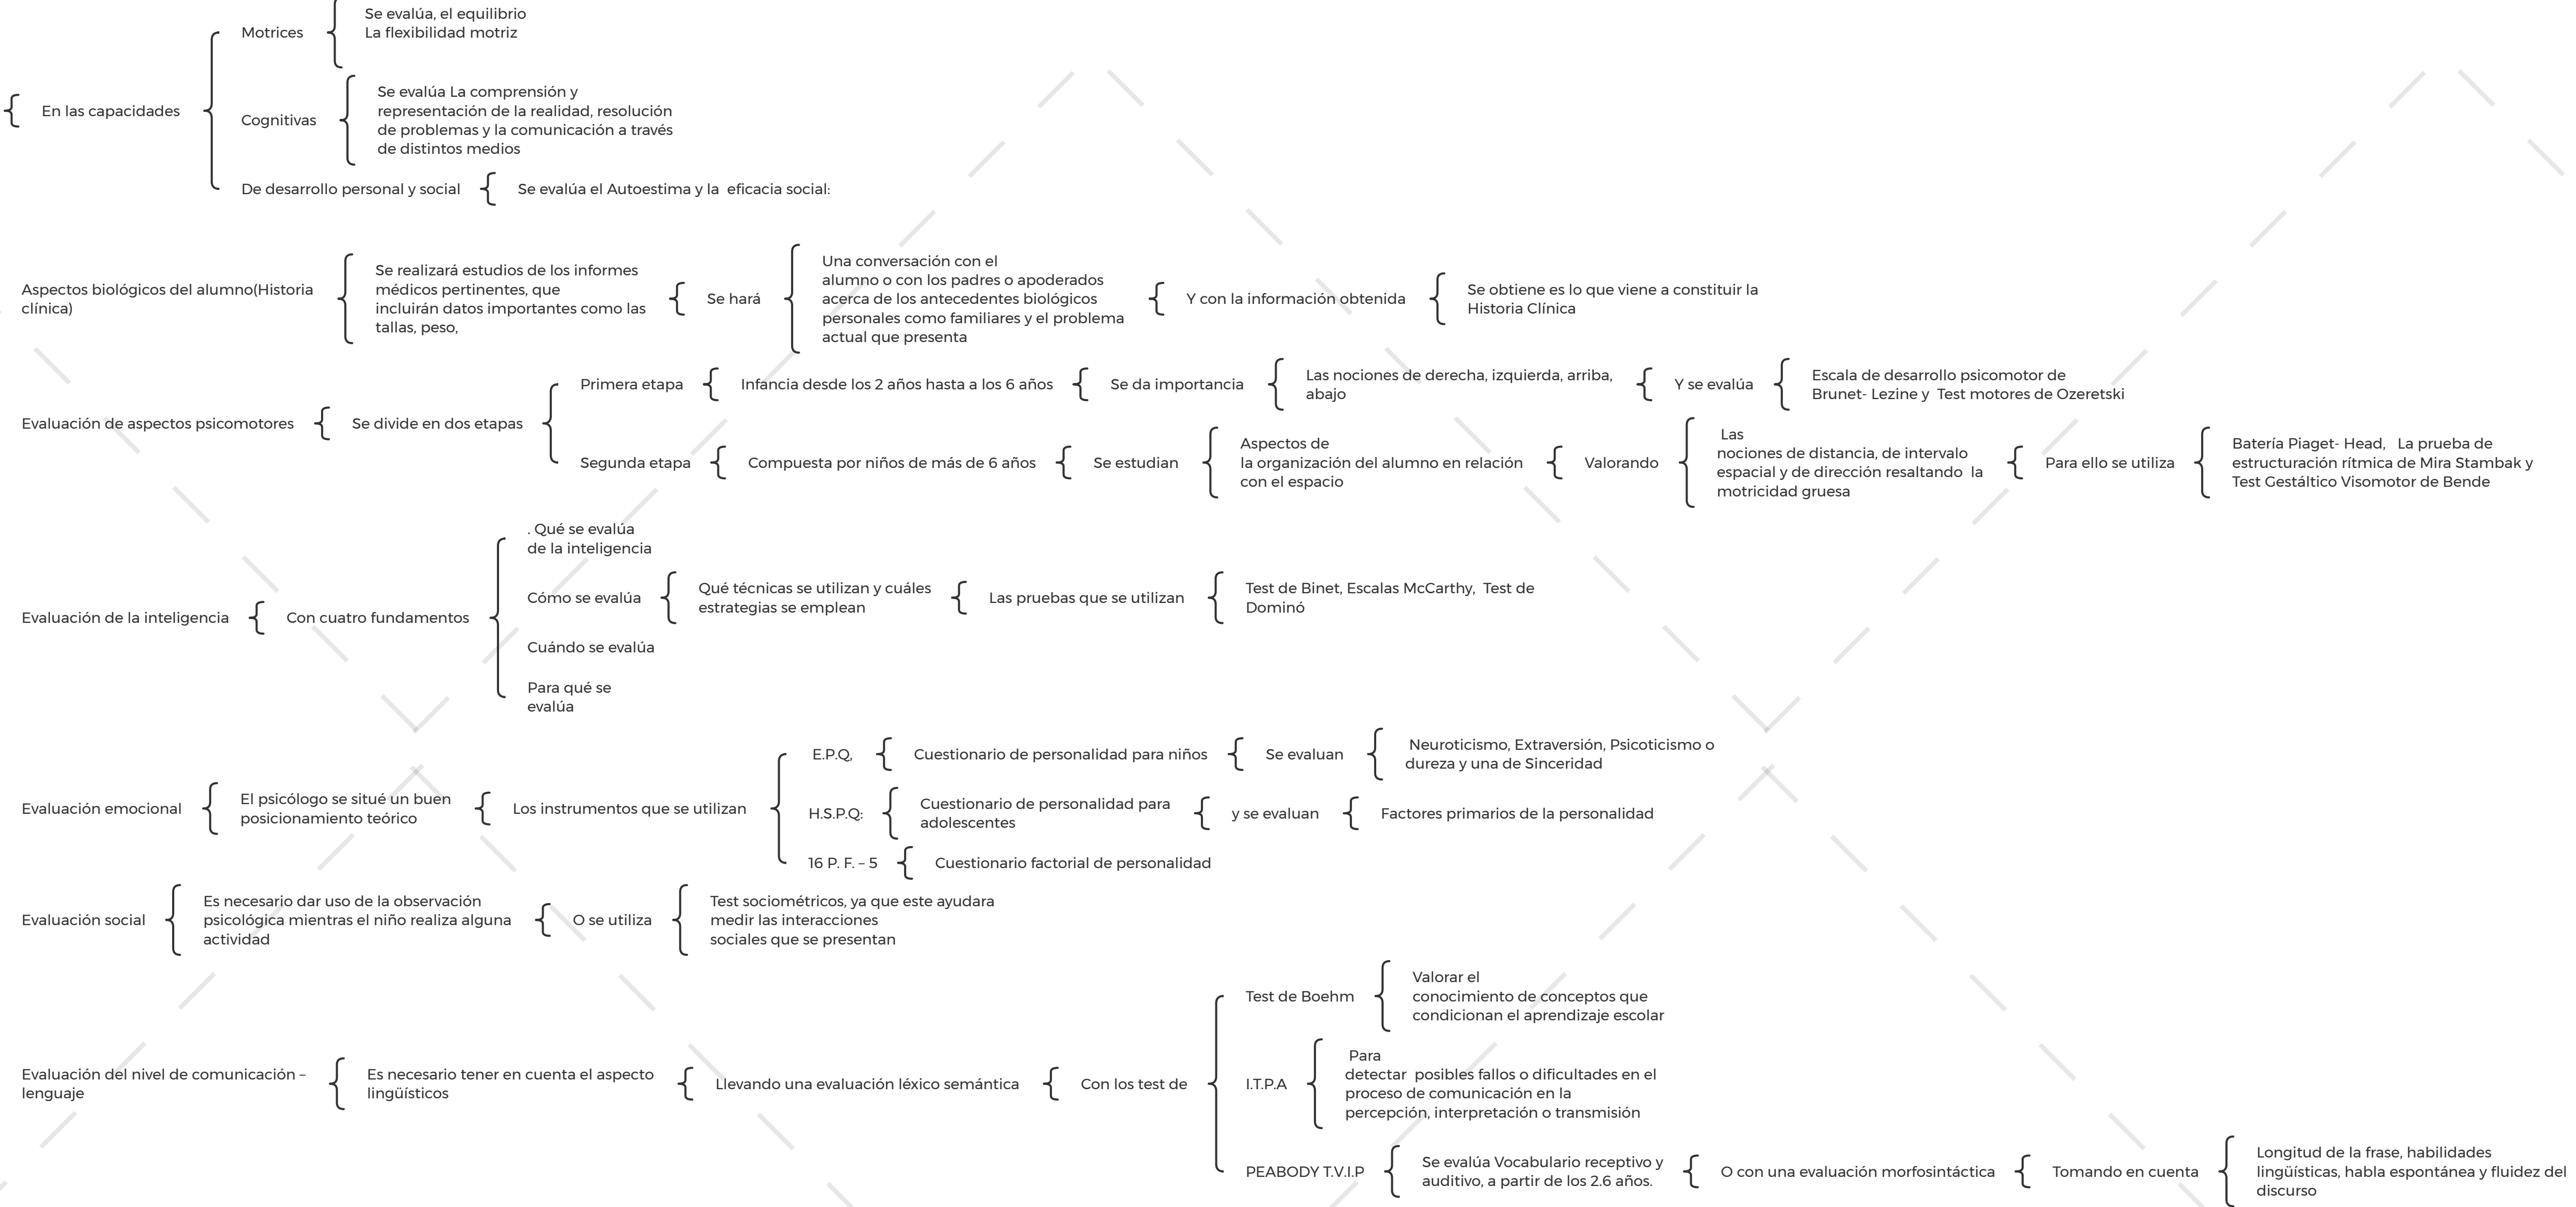 Se evalúa, el equilibrio
La flexibilidad motriz
Motrices
En las capacidades
Cognitivas
Se evalúa La comprensión y
representación de la realidad, resolución
de problemas y la comunicación a través
de distintos medios
De desarrollo personal y social
Se evalúa el Autoestima y la  eficacia social:
Aspectos biológicos del alumno(Historia
clínica)
Se realizará estudios de los informes
médicos pertinentes, que
incluirán datos importantes como las
tallas, peso,
Se hará
Una conversación con el
alumno o con los padres o apoderados
acerca de los antecedentes biológicos
personales como familiares y el problema
actual que presenta
Y con la información obtenida
Se obtiene es lo que viene a constituir la
Historia Clínica
Evaluación de aspectos psicomotores
Se divide en dos etapas
Primera etapa
Infancia desde los 2 años hasta a los 6 años
Se da importancia
Las nociones de derecha, izquierda, arriba,
abajo
Y se evalúa
Escala de desarrollo psicomotor de
Brunet- Lezine y  Test motores de Ozeretski
Segunda etapa
Compuesta por niños de más de 6 años
Se estudian
Aspectos de
la organización del alumno en relación
con el espacio
Valorando
Las
nociones de distancia, de intervalo
espacial y de dirección resaltando  la
motricidad gruesa
Para ello se utiliza
Batería Piaget- Head,   La prueba de
estructuración rítmica de Mira Stambak y
Test Gestáltico Visomotor de Bende
Evaluación de la inteligencia
Con cuatro fundamentos
. Qué se evalúa
de la inteligencia
Cómo se evalúa
Qué técnicas se utilizan y cuáles
estrategias se emplean
Las pruebas que se utilizan
Test de Binet, Escalas McCarthy,  Test de
Dominó
Cuándo se evalúa
Para qué se
evalúa
Evaluación emocional
El psicólogo se situé un buen
posicionamiento teórico
Los instrumentos que se utilizan
E.P.Q,
Cuestionario de personalidad para niños
Se evaluan
Neuroticismo, Extraversión, Psicoticismo o
dureza y una de Sinceridad
H.S.P.Q:
Cuestionario de personalidad para
adolescentes
y se evaluan
Factores primarios de la personalidad
16 P. F. – 5
Cuestionario factorial de personalidad
Evaluación social
Es necesario dar uso de la observación
psicológica mientras el niño realiza alguna
actividad
O se utiliza
Test sociométricos, ya que este ayudara
medir las interacciones
sociales que se presentan
Evaluación del nivel de comunicación –
lenguaje
Es necesario tener en cuenta el aspecto
lingüísticos
Llevando una evaluación léxico semántica
Con los test de
Test de Boehm
Valorar el
conocimiento de conceptos que
condicionan el aprendizaje escolar
I.T.P.A
Para
detectar  posibles fallos o dificultades en el
proceso de comunicación en la
percepción, interpretación o transmisión
PEABODY T.V.I.P
Se evalúa Vocabulario receptivo y
auditivo, a partir de los 2.6 años.
O con una evaluación morfosintáctica
Tomando en cuenta
Longitud de la frase, habilidades
lingüísticas, habla espontánea y fluidez del
discurso